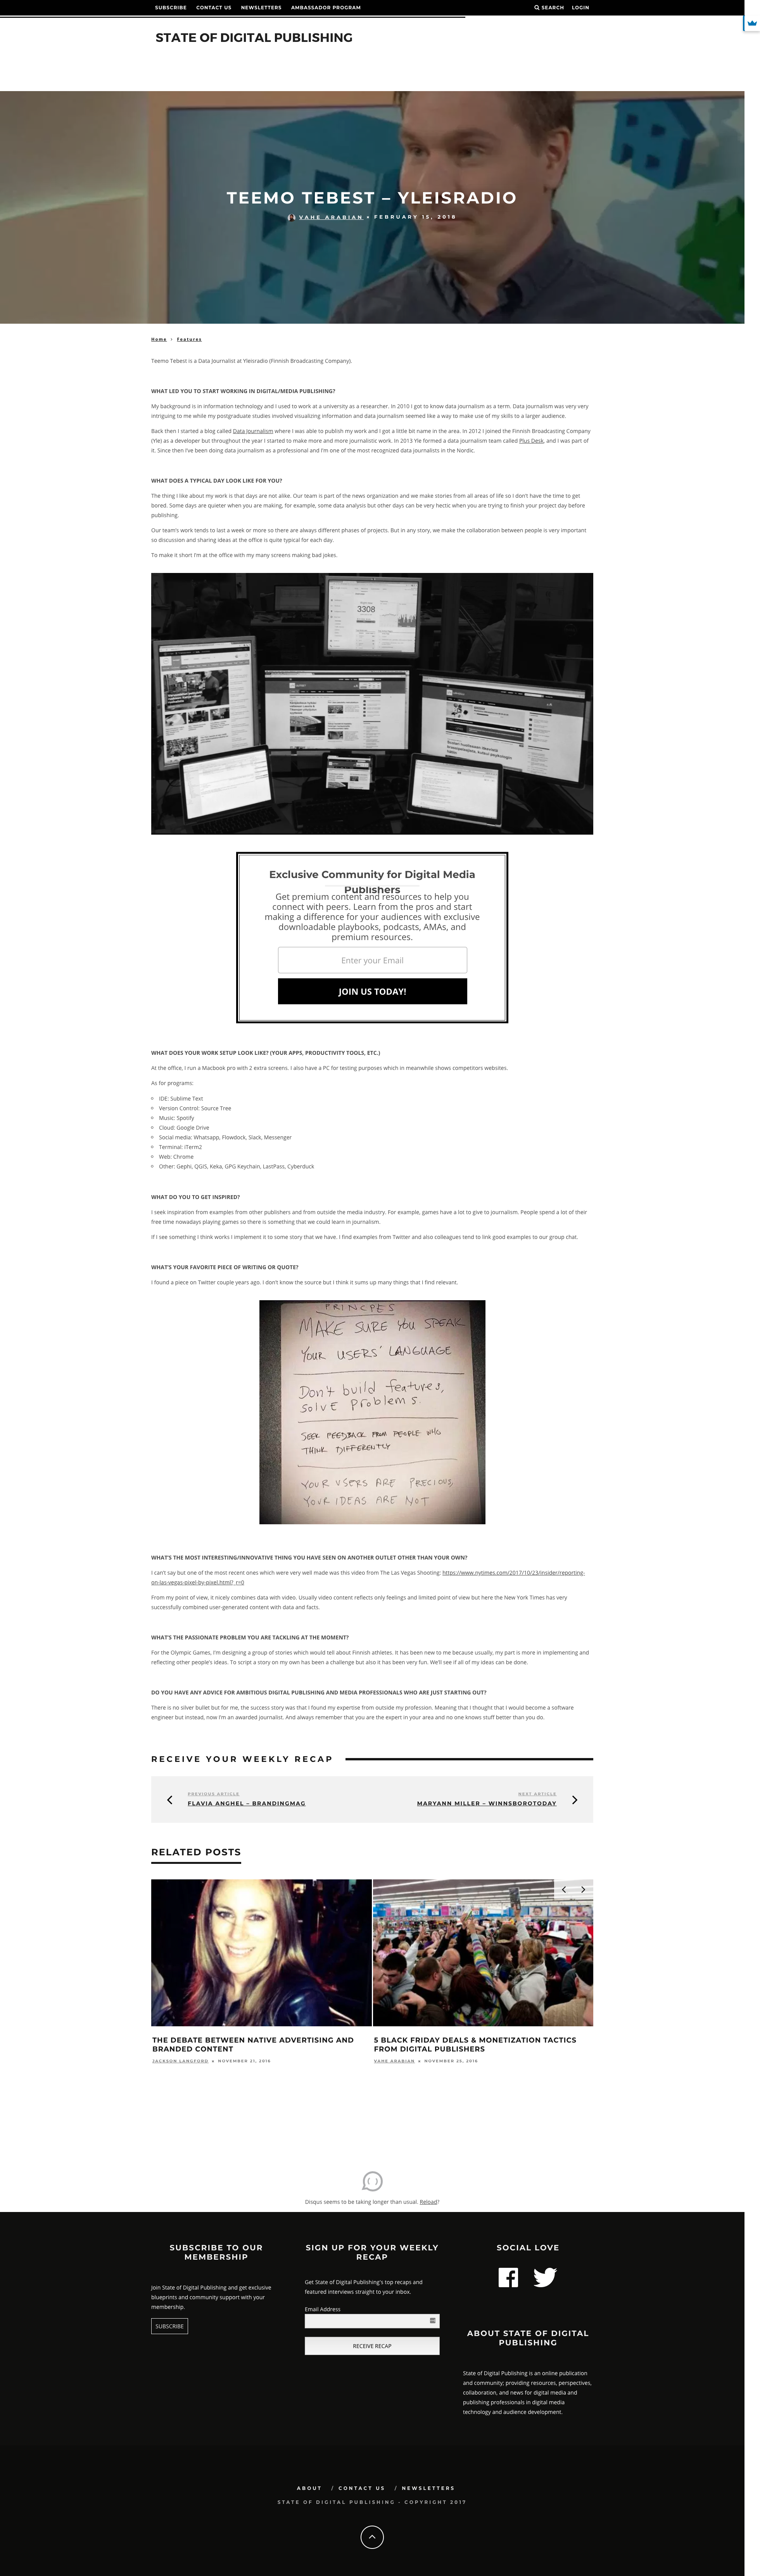 SUBSCRIBE CONTACT US NEWSLETTERS AMBASSADOR PROGRAM SEARCH LOGIN
STATE OF DIGITAL PUBLISHING
TEEMO TEBEST – YLEISRADIO
VAHE ARABIAN × FEBRUARY 15, 2018
Home › Features
Teemo Tebest is a Data Journalist at Yleisradio (Finnish Broadcasting Company).
WHAT LED YOU TO START WORKING IN DIGITAL/MEDIA PUBLISHING?
My background is in information technology and I used to work at a university as a researcher. In 2010 I got to know data journalism as a term. Data journalism was very very
intriguing to me while my postgraduate studies involved visualizing information and data journalism seemed like a way to make use of my skills to a larger audience.
Back then I started a blog called Data Journalism where I was able to publish my work and I got a little bit name in the area. In 2012 I joined the Finnish Broadcasting Company
(Yle) as a developer but throughout the year I started to make more and more journalistic work. In 2013 Yle formed a data journalism team called Plus Desk, and I was part of
it. Since then I've been doing data journalism as a professional and I'm one of the most recognized data journalists in the Nordic.
WHAT DOES A TYPICAL DAY LOOK LIKE FOR YOU?
The thing I like about my work is that days are not alike. Our team is part of the news organization and we make stories from all areas of life so I don't have the time to get
bored. Some days are quieter when you are making, for example, some data analysis but other days can be very hectic when you are trying to finish your project day before
publishing.
Our team's work tends to last a week or more so there are always different phases of projects. But in any story, we make the collaboration between people is very important
so discussion and sharing ideas at the office is quite typical for each day.
To make it short I'm at the office with my many screens making bad jokes.
3308
Exclusive Community for Digital Media
Publishers
Get premium content and resources to help you
connect with peers. Learn from the pros and start
making a difference for your audiences with exclusive
downloadable playbooks, podcasts, AMAs, and
premium resources.
Enter your Email
JOIN US TODAY!
WHAT DOES YOUR WORK SETUP LOOK LIKE? (YOUR APPS, PRODUCTIVITY TOOLS, ETC.)
At the office, I run a Macbook pro with 2 extra screens. I also have a PC for testing purposes which in meanwhile shows competitors websites.
As for programs:
IDE: Sublime Text
Version Control: Source Tree
Music: Spotify
Cloud: Google Drive
Social media: Whatsapp, Flowdock, Slack, Messenger
Terminal: iTerm2
Web: Chrome
Other: Gephi, QGIS, Keka, GPG Keychain, LastPass, Cyberduck
WHAT DO YOU TO GET INSPIRED?
I seek inspiration from examples from other publishers and from outside the media industry. For example, games have a lot to give to journalism. People spend a lot of their
free time nowadays playing games so there is something that we could learn in journalism.
If I see something I think works I implement it to some story that we have. I find examples from Twitter and also colleagues tend to link good examples to our group chat.
WHAT'S YOUR FAVORITE PIECE OF WRITING OR QUOTE?
I found a piece on Twitter couple years ago. I don't know the source but I think it sums up many things that I find relevant.
PRINCPES
MAKE SURE YOU SPEAK
YOUR USERS' LANGUAGE
Don't build features,
solve problems.
SEEK FEEDBACK FROM PEOPLE WHO
THINK DIFFERENTLY
YOUR USERS ARE PRECIOUS
YOUR IDEAS ARE NOT
WHAT'S THE MOST INTERESTING/INNOVATIVE THING YOU HAVE SEEN ON ANOTHER OUTLET OTHER THAN YOUR OWN?
I can't say but one of the most recent ones which were very well made was this video from The Las Vegas Shooting: https://www.nytimes.com/2017/10/23/insider/reporting-
on-las-vegas-pixel-by-pixel.html?_r=0
From my point of view, it nicely combines data with video. Usually video content reflects only feelings and limited point of view but here the New York Times has very
successfully combined user-generated content with data and facts.
WHAT'S THE PASSIONATE PROBLEM YOU ARE TACKLING AT THE MOMENT?
For the Olympic Games, I'm designing a group of stories which would tell about Finnish athletes. It has been new to me because usually, my part is more in implementing and
reflecting other people's ideas. To script a story on my own has been a challenge but also it has been very fun. We'll see if all of my ideas can be done.
DO YOU HAVE ANY ADVICE FOR AMBITIOUS DIGITAL PUBLISHING AND MEDIA PROFESSIONALS WHO ARE JUST STARTING OUT?
There is no silver bullet but for me, the success story was that I found my expertise from outside my profession. Meaning that I thought that I would become a software
engineer but instead, now I'm an awarded journalist. And always remember that you are the expert in your area and no one knows stuff better than you do.
RECEIVE YOUR WEEKLY RECAP
PREVIOUS ARTICLE
FLAVIA ANGHEL – BRANDINGMAG
NEXT ARTICLE
MARYANN MILLER – WINNSBOROTODAY
RELATED POSTS
THE DEBATE BETWEEN NATIVE ADVERTISING AND
BRANDED CONTENT
JACKSON LANGFORD × NOVEMBER 21, 2016
5 BLACK FRIDAY DEALS & MONETIZATION TACTICS
FROM DIGITAL PUBLISHERS
VAHE ARABIAN × NOVEMBER 25, 2016
Disqus seems to be taking longer than usual. Reload?
SUBSCRIBE TO OUR
MEMBERSHIP
Join State of Digital Publishing and get exclusive
blueprints and community support with your
membership.
SUBSCRIBE
SIGN UP FOR YOUR WEEKLY
RECAP
Get State of Digital Publishing's top recaps and
featured interviews straight to your inbox.
Email Address
RECEIVE RECAP
SOCIAL LOVE
ABOUT STATE OF DIGITAL
PUBLISHING
State of Digital Publishing is an online publication
and community; providing resources, perspectives,
collaboration, and news for digital media and
publishing professionals in digital media
technology and audience development.
ABOUT / CONTACT US / NEWSLETTERS
STATE OF DIGITAL PUBLISHING - COPYRIGHT 2017